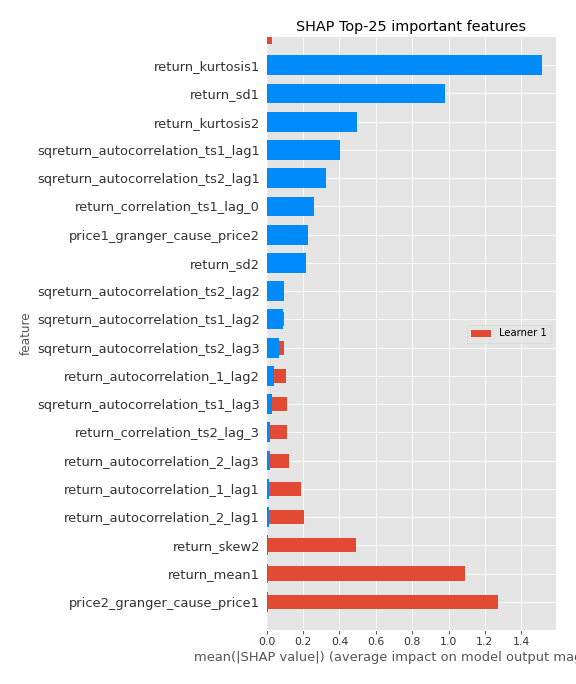 SHAP Top-25 important features
return_kurtosis1
return_sd1
return_kurtosis2
sqreturn_autocorrelation_ts1_lag1
sqreturn_autocorrelation_ts2_lag1
return_correlation_ts1_lag_0
price1_granger_cause_price2
return_sd2
sqreturn_autocorrelation_ts2_lag2
sqreturn_autocorrelation_ts1_lag2
sqreturn_autocorrelation_ts2_lag3
return_autocorrelation_1_lag2
sqreturn_autocorrelation_ts1_lag3
return_correlation_ts2_lag_3
return_autocorrelation_2_lag3
return_autocorrelation_1_lag1
return_autocorrelation_2_lag1
return_skew2
return_mean1
price2_granger_cause_price1
feature
Learner 1
0.0 0.2 0.4 0.6 0.8 1.0 1.2 1.4
mean(|SHAP value|) (average impact on model output mag